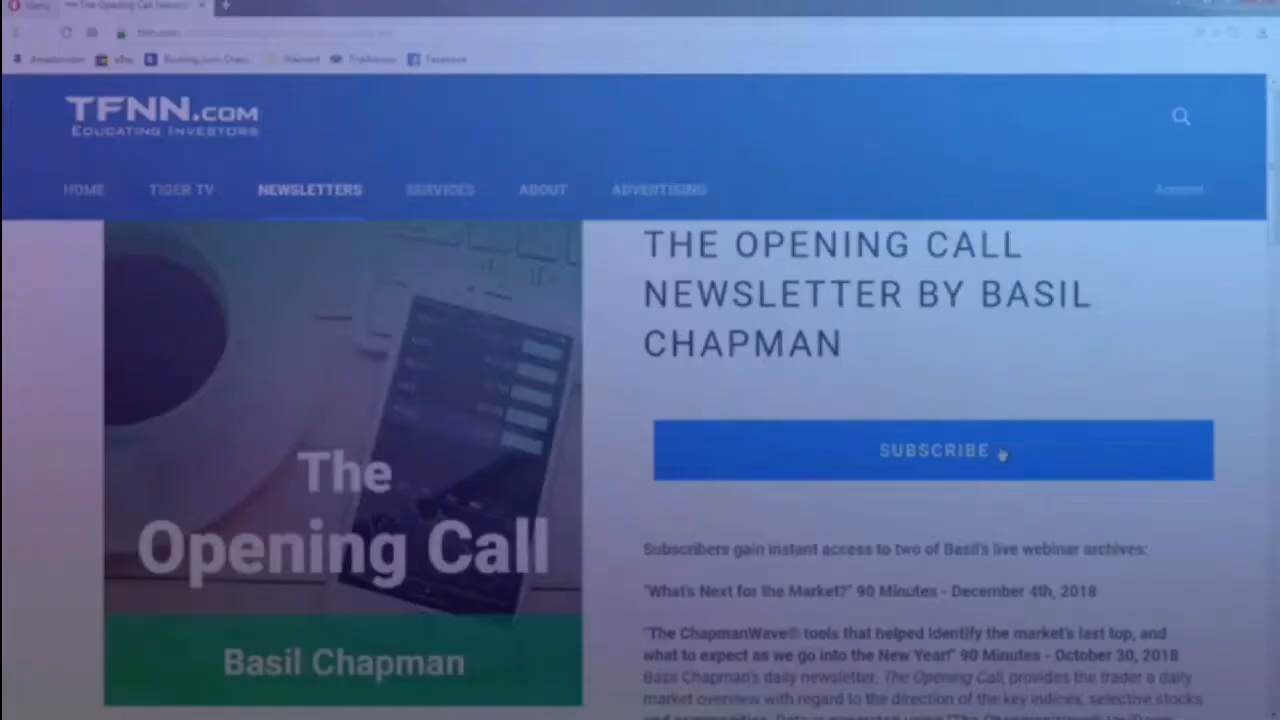 The Opening Call
TFNN.COM
EDUCATING INVESTORS
HOME TIGER TV NEWSLETTERS SERVICES ABOUT ADVERTISING Account
THE OPENING CALL
NEWSLETTER BY BASIL
CHAPMAN
SUBSCRIBE
The
Opening Call
Basil Chapman
Subscribers gain instant access to two of Basil's live webinar archives:
"What's Next for the Market?" 90 Minutes - December 4th, 2018
"The ChapmanWave® tools that helped identify the market's last top, and
what to expect as we go into the New Year!" 90 Minutes - October 30, 2018
Basil Chapman's daily newsletter, The Opening Call, provides the trader a daily
market overview with regard to the direction of the key indices, selective stocks